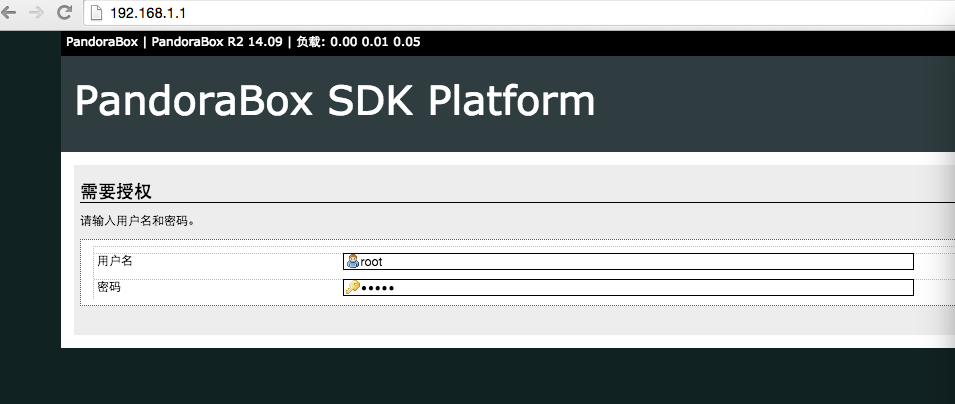 192.168.1.1
PandoraBox | PandoraBox R2 14.09 | 负载: 0.00 0.01 0.05
PandoraBox SDK Platform
需要授权
请输入用户名和密码。
用户名 root
密码 •••••